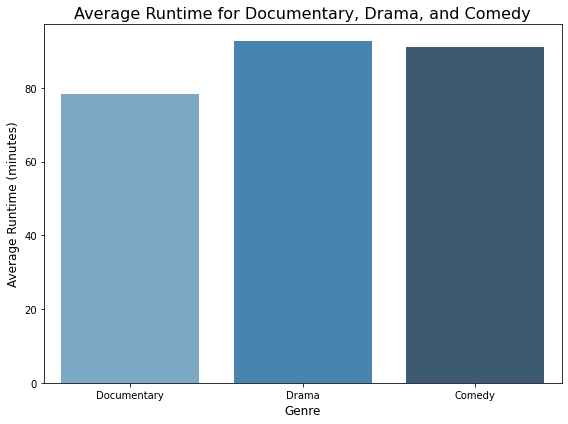 Average Runtime for Documentary, Drama, and Comedy
Average Runtime (minutes)
80
60
40
20
0
Documentary Drama Comedy
Genre